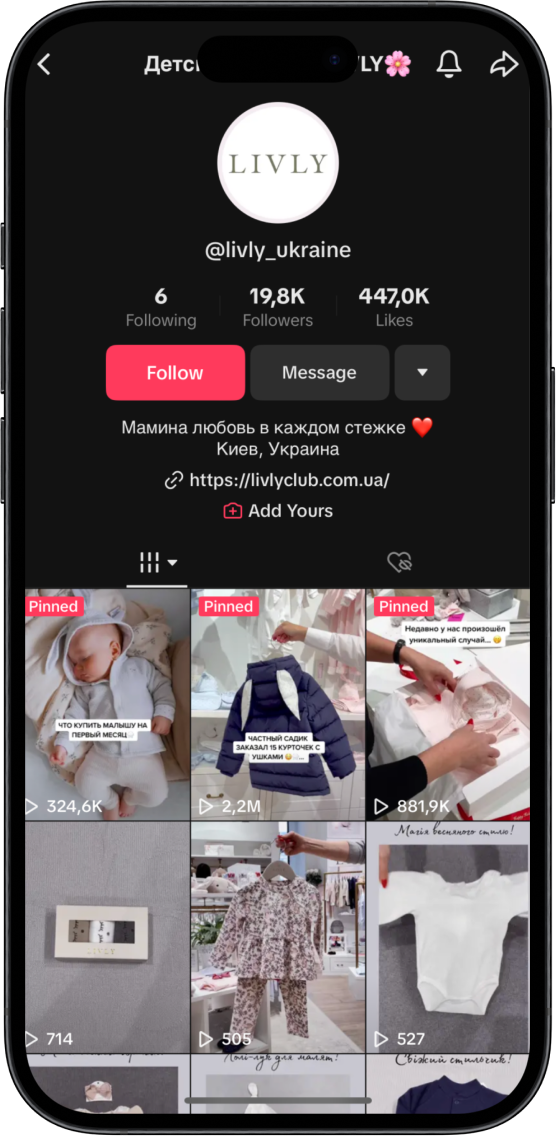 LY🌸
LIVLY
@livly_ukraine
6
19,8K
447,0K
Following
Followers
Likes
Follow
Message
Мамина любовь в каждом стежке ❤️
Киев, Украина
https://livlyclub.com.ua/
Add Yours
Pinned
ЧТО КУПИТЬ МАЛЫШУ НА
ПЕРВЫЙ МЕСЯЦ
324,6K
Pinned
ЧАСТНЫЙ САДИК
ЗАКАЗАЛ 15 КУРТОЧЕК С
УШКАМИ 🥹...
2,2M
Pinned
Недавно у нас произошёл
уникальный случай... 😄
881,9K
LIVLY
714
505
Магія весняного стилю!
527
для малят!
Свіжий стильчик!